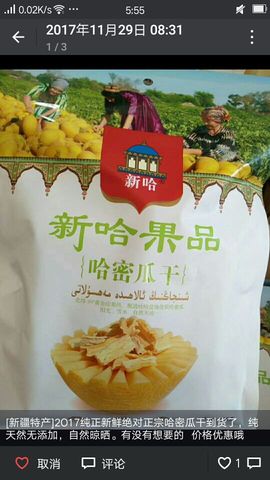 0.02K/s
5:55
2017年11月29日 08:31
1 / 3
新哈
新哈果品
{哈密瓜干}
شىنجاڭنىڭ ئالاھىدە مەھسۇلاتى
[新疆特产]2017纯正新鲜绝对正宗哈密瓜干到货了，纯
天然无添加，自然晾晒。有没有想要的  价格优惠哦
取消
评论